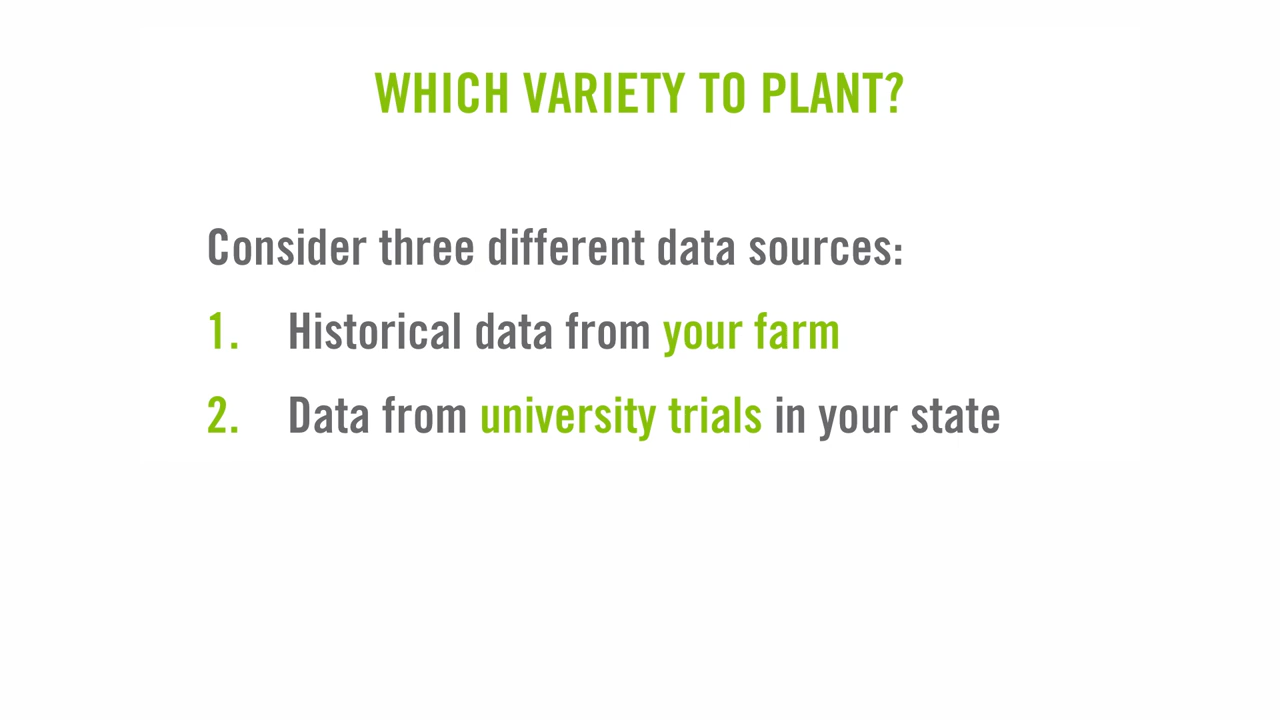 WHICH VARIETY TO PLANT?
Consider three different data sources:
1. Historical data from your farm
2. Data from university trials in your state